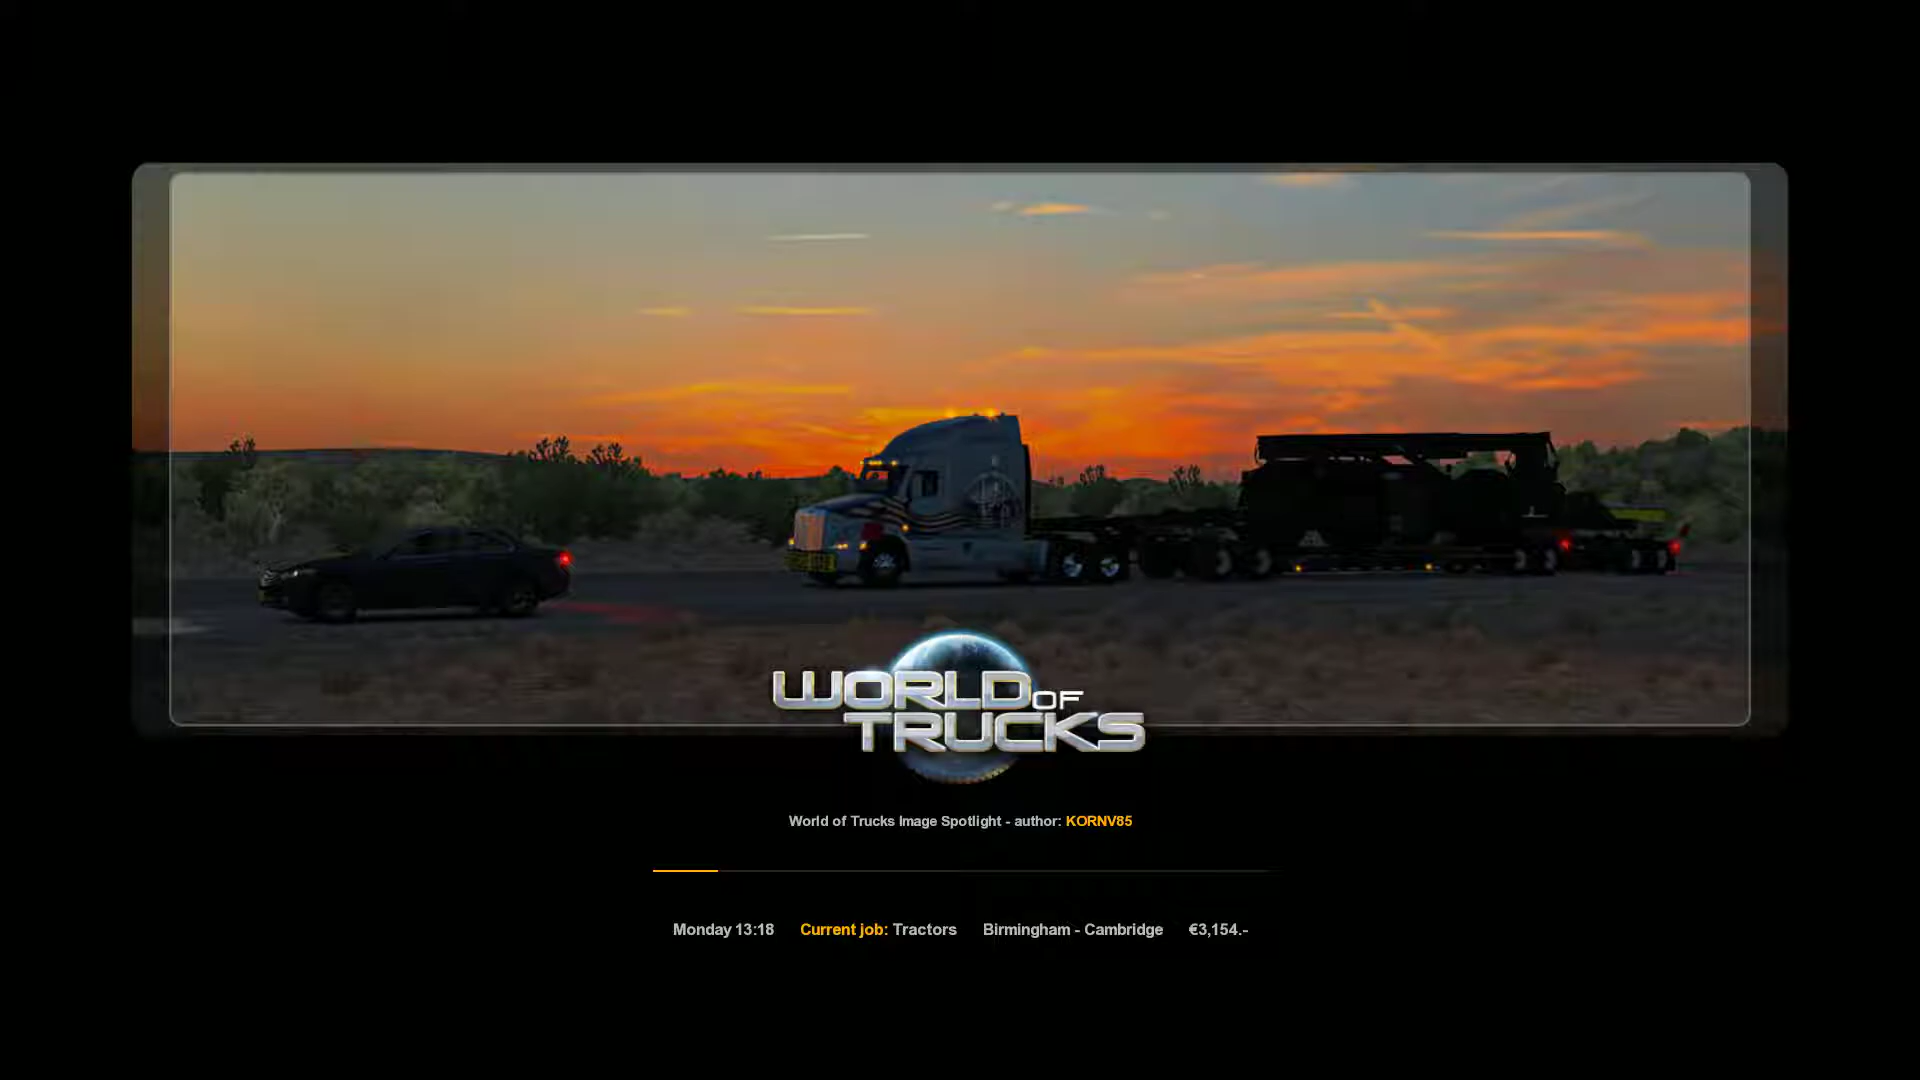 WORLD OF
TRUCKS
World of Trucks Image Spotlight - author: KORNV85
Monday 13:18 Current job: Tractors Birmingham - Cambridge €3,154.-